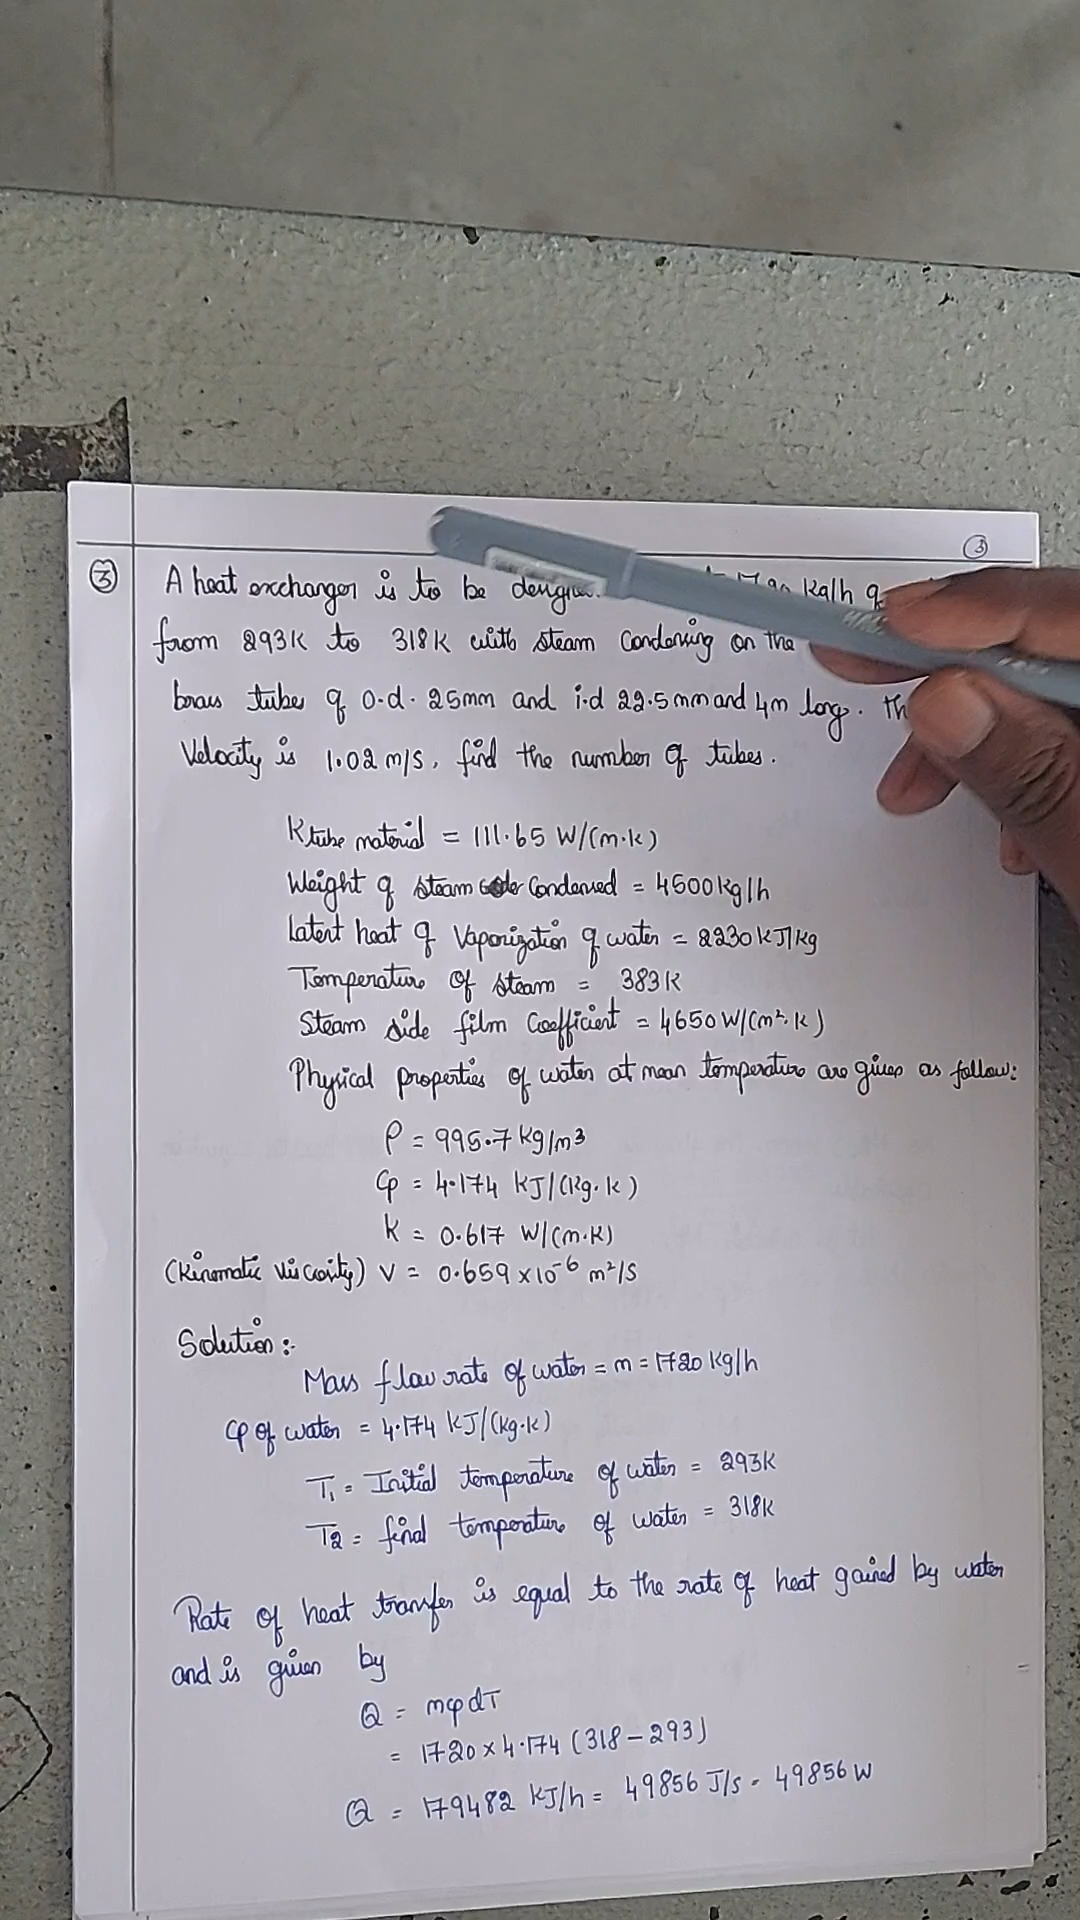 3
③ A heat exchanger is to be Kg/h of
from 293K to 318K with steam condensing on the
brass tubes of o.d. 25mm and i.d 22.5mm and 4m long.
Velocity is 1.02 m/s, find the number of tubes.
K tube material = 111.65 W/(m.k)
Weight of steam condensed = 4500kg/h
Latent heat of Vaporization of water = 2230 kJ/kg
Temperature of steam = 383K
Steam side film Coefficient = 4650 W/(m². K)
Physical properties of water at mean temperature are given as follow:
ρ = 995.7 kg/m3
Cp = 4.174 kJ/(kg.k)
k = 0.617 W/(m.K)
(Kinematic Viscosity) v = 0.659 x10-6 m²/s
Solution:-
Mass flow rate of water = m = 1720 kg/h
Cp of water = 4.174 kJ/(kg.k)
T1 = Initial temperature of water = 293K
T2 = final temperature of water = 318K
Rate of heat transfer is equal to the rate of heat gained by water
and is given by
Q = mcpdT
= 1720 x 4.174 (318-293)
Q = 179482 kJ/h = 49856 J/s = 49856 W